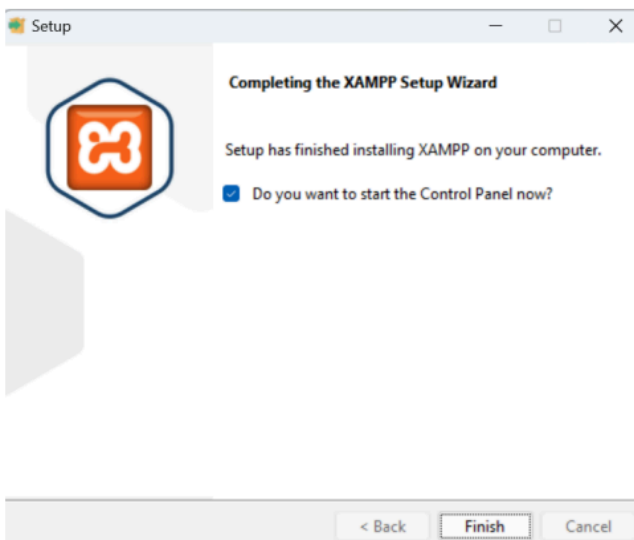 Setup
Completing the XAMPP Setup Wizard
Setup has finished installing XAMPP on your computer.
Do you want to start the Control Panel now?
< Back
Finish
Cancel